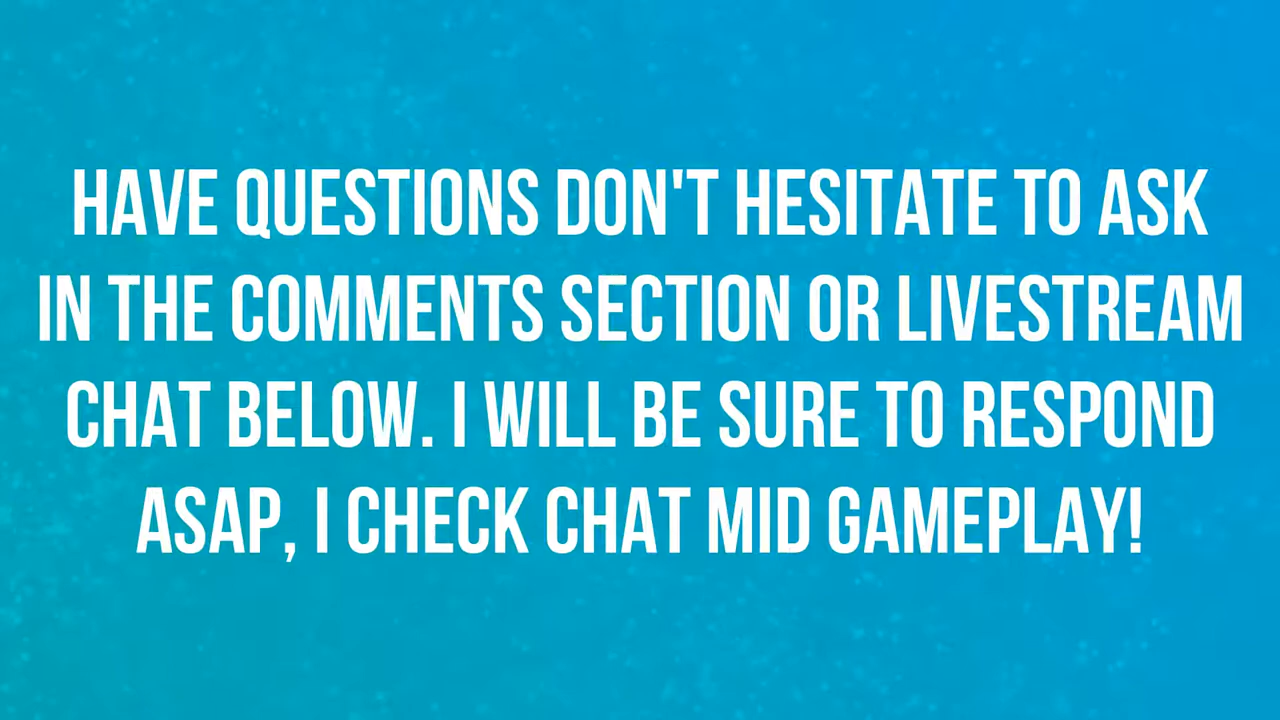 HAVE QUESTIONS DON'T HESITATE TO ASK
IN THE COMMENTS SECTION OR LIVESTREAM
CHAT BELOW. I WILL BE SURE TO RESPOND
ASAP, I CHECK CHAT MID GAMEPLAY!